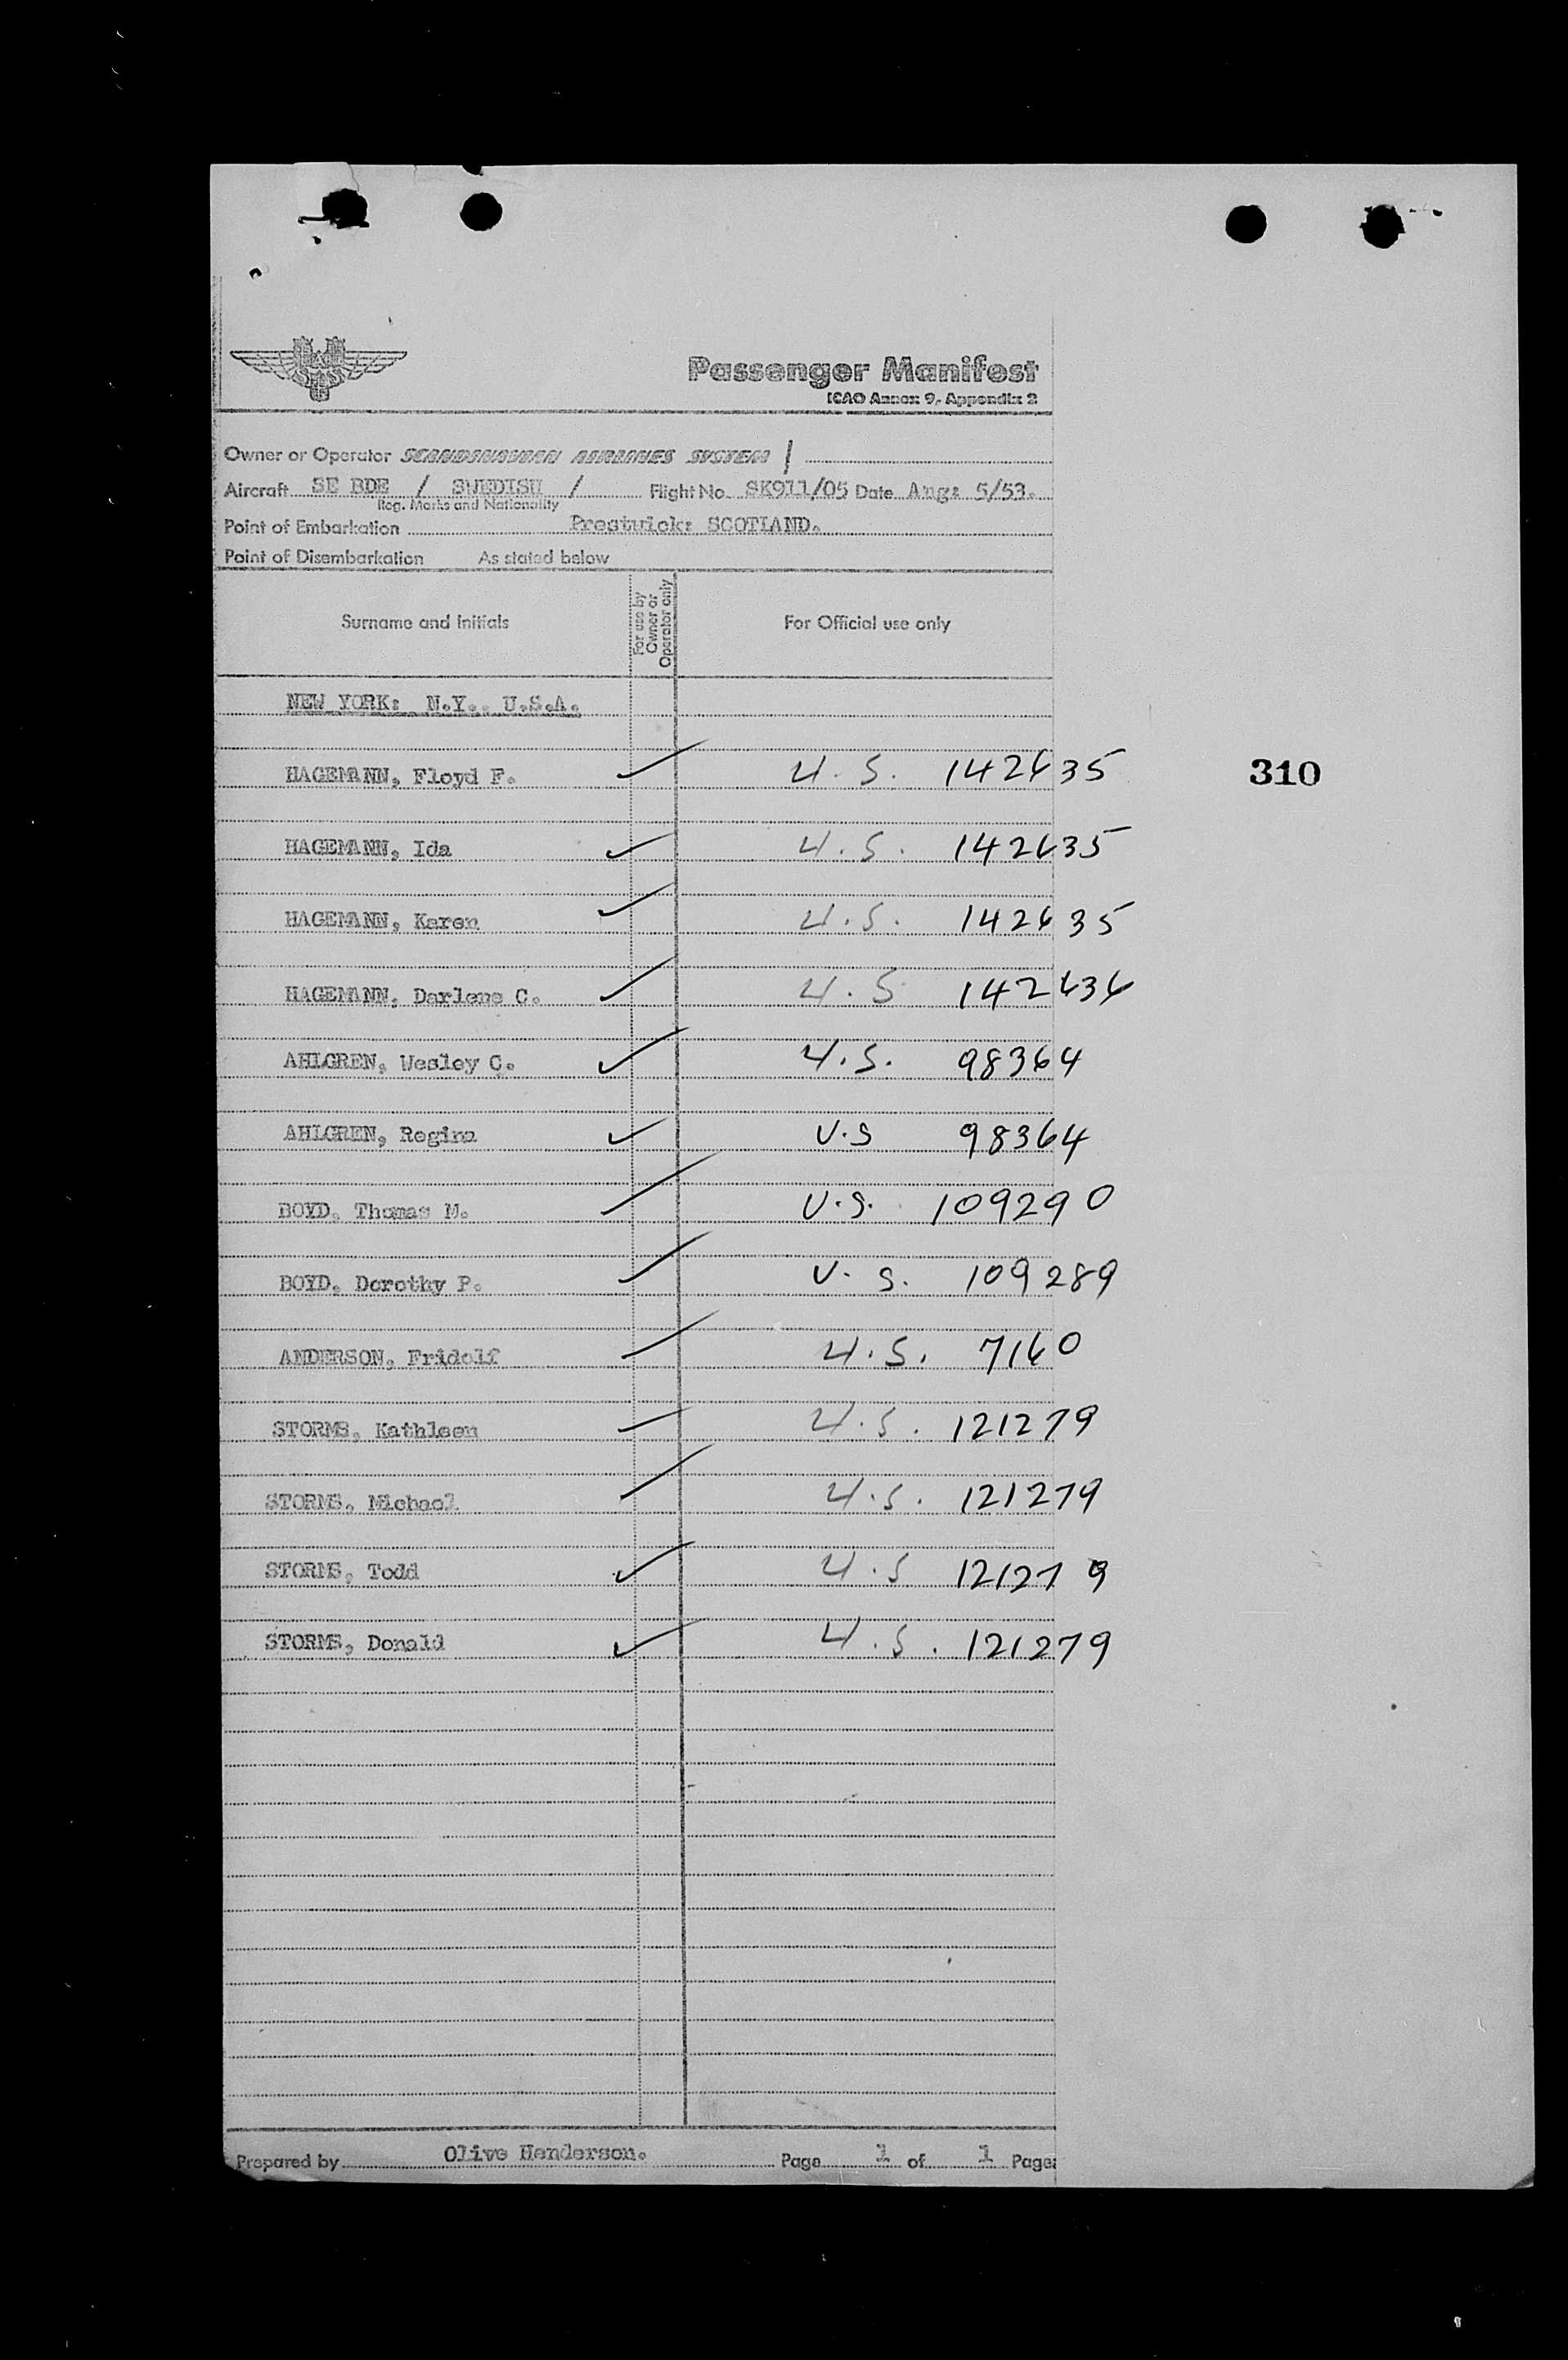 SAS
Passenger Manifest
ICAO Annex 9, Appendix 2
Owner or Operator SCANDINAVIAN AIRLINES SYSTEM /
Aircraft SE BDE / SWEDISH / Flight No. SK911/05 Date Aug: 5/53.
Reg. Marks and Nationality
Point of Embarkation Prestwick: SCOTLAND.
Point of Disembarkation As stated below
Surname and Initials For use by Owner or Operator only For Official use only
NEW YORK: N.Y.. U.S.A.
HAGEMANN, Floyd F. U.S. 142635 310
HAGEMANN, Ida U.S. 142635
HAGEMANN, Karen U.S. 142635
HAGEMANN, Darlene C. U.S 142636
AHLGREN, Wesley C. U.S. 98364
AHLGREN, Regina U.S 98364
BOYD. Thomas M. U.S. 109290
BOYD. Dorothy P. U.S. 109289
ANDERSON, Fridolf U.S. 7160
STORMS, Kathleen U.S. 121279
STORMS, Michael U.S. 121279
STORMS, Todd U.S 121279
STORMS, Donald U.S. 121279
Prepared by Olive Henderson. Page 1 of 1 Page